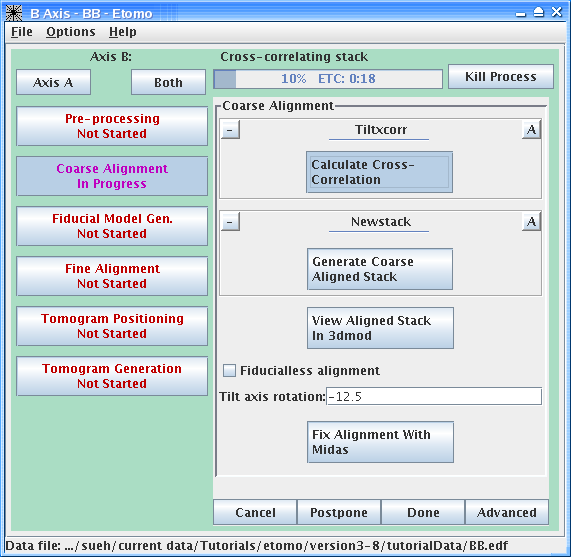 B Axis - BB - Etomo
File Options Help
Axis B:
Cross-correlating stack
Axis A
Both
10% ETC: 0:18
Kill Process
Pre-processing
Not Started
Coarse Alignment
In Progress
Fiducial Model Gen.
Not Started
Fine Alignment
Not Started
Tomogram Positioning
Not Started
Tomogram Generation
Not Started
Coarse Alignment
- Tiltxcorr A
Calculate Cross-
Correlation
- Newstack A
Generate Coarse
Aligned Stack
View Aligned Stack
In 3dmod
Fiducialless alignment
Tilt axis rotation: -12.5
Fix Alignment With
Midas
Cancel
Postpone
Done
Advanced
Data file: .../sueh/current data/Tutorials/etomo/version3-8/tutorialData/BB.edf